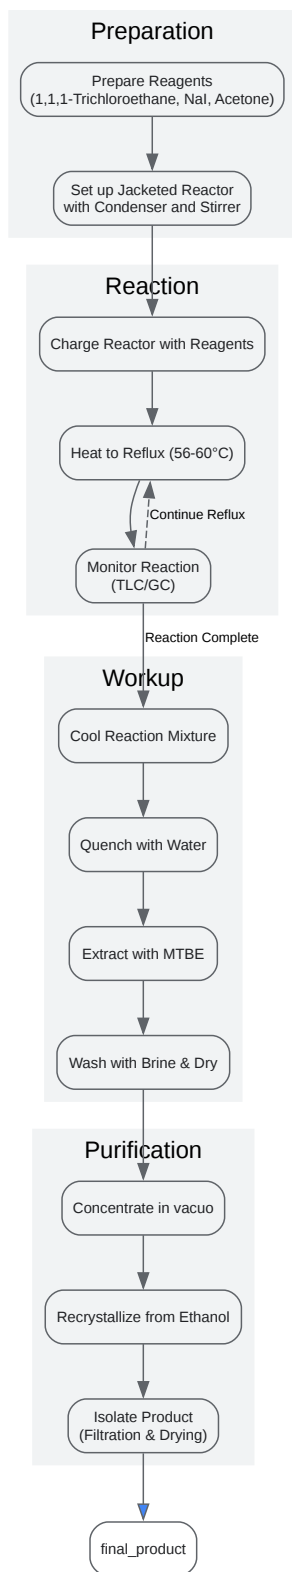 Preparation
Prepare Reagents
(1,1,1-Trichloroethane, NaI, Acetone)
Set up Jacketed Reactor
with Condenser and Stirrer
Reaction
Charge Reactor with Reagents
Heat to Reflux (56-60°C)
Continue Reflux
Monitor Reaction
(TLC/GC)
Reaction Complete
Workup
Cool Reaction Mixture
Quench with Water
Extract with MTBE
Wash with Brine & Dry
Purification
Concentrate in vacuo
Recrystallize from Ethanol
Isolate Product
(Filtration & Drying)
final_product